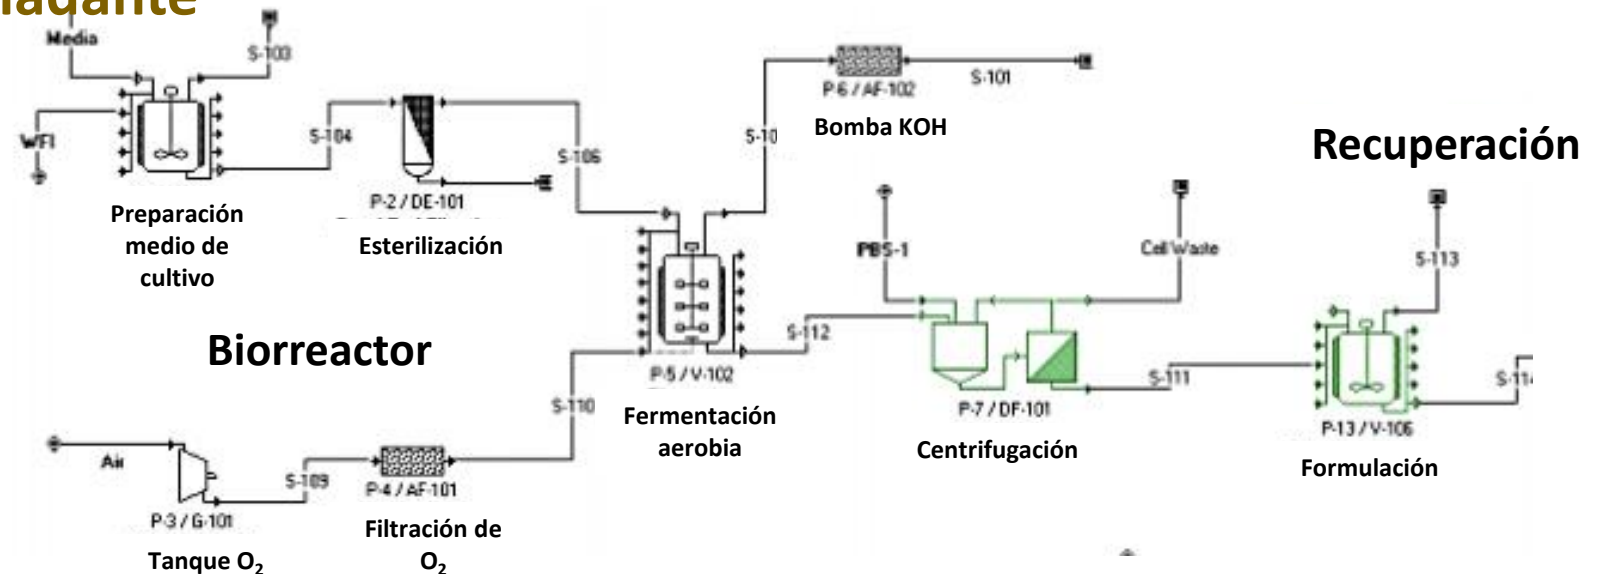 Media
S-103
WFI
S-104
P-2 / DE-101
Preparación
medio de
cultivo
Esterilización
S-106
S-10
P-6 / AF-102
S-101
Bomba KOH
Recuperación
Biorreactor
P-5 / V-102
Fermentación
aerobia
S-110
S-112
PBS-1
Cell Waste
P-7 / DF-101
Centrifugación
S-111
S-113
S-114
P-13 / V-106
Formulación
Air
P-3 / G-101
Tanque O₂
S-109
P-4 / AF-101
Filtración de
O₂